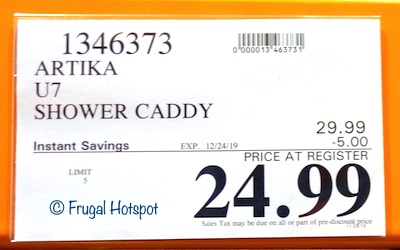 1346373
0000013463731
ARTIKA
U7
SHOWER CADDY
29.99
Instant Savings EXP. 12/24/19 -5.00
PRICE AT REGISTER
LIMIT
5
24.99
© Frugal Hotspot
Sales Tax may be due on all or part of pre-discount price